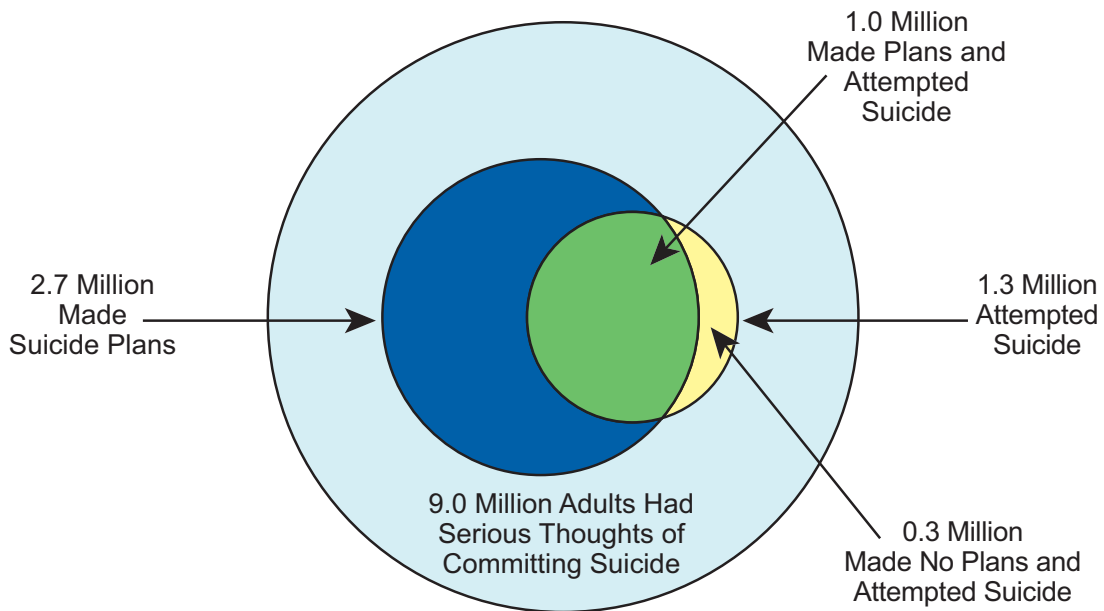 1.0 Million
Made Plans and
Attempted
Suicide
2.7 Million
Made
Suicide Plans
1.3 Million
Attempted
Suicide
9.0 Million Adults Had
Serious Thoughts of
Committing Suicide
0.3 Million
Made No Plans and
Attempted Suicide